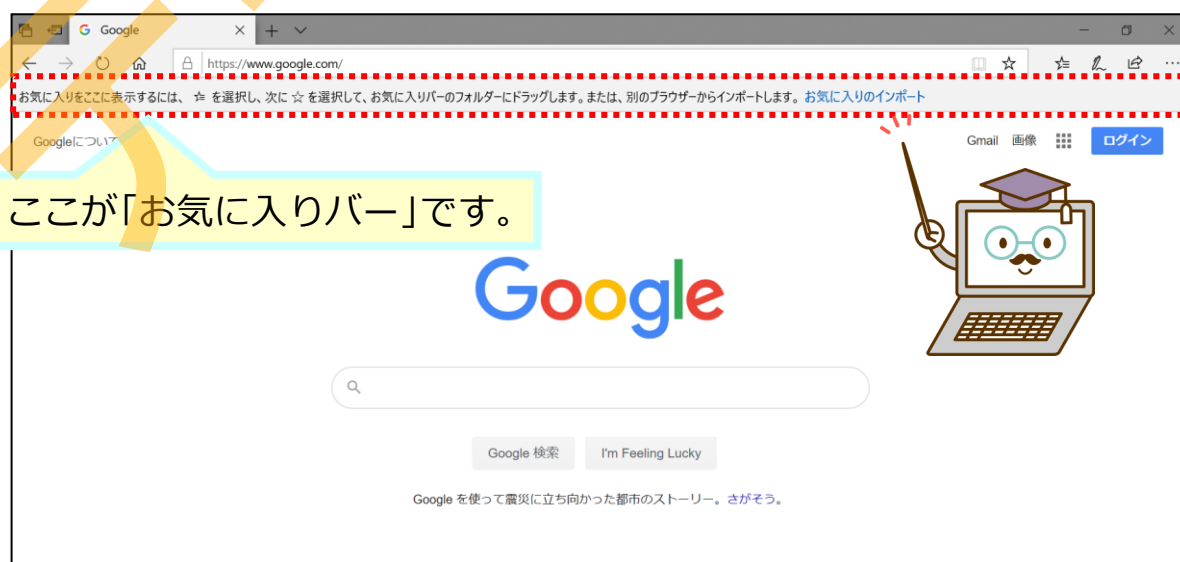 Google
https://www.google.com/
お気に入りをここに表示するには、 を選択し、次に ☆ を選択して、お気に入りバーのフォルダーにドラッグします。または、別のブラウザーからインポートします。 お気に入りのインポート
Googleについて
Gmail 画像 ログイン
ここが「お気に入りバー」です。
Google
Google 検索 I'm Feeling Lucky
Google を使って震災に立ち向かった都市のストーリー。さがそう。